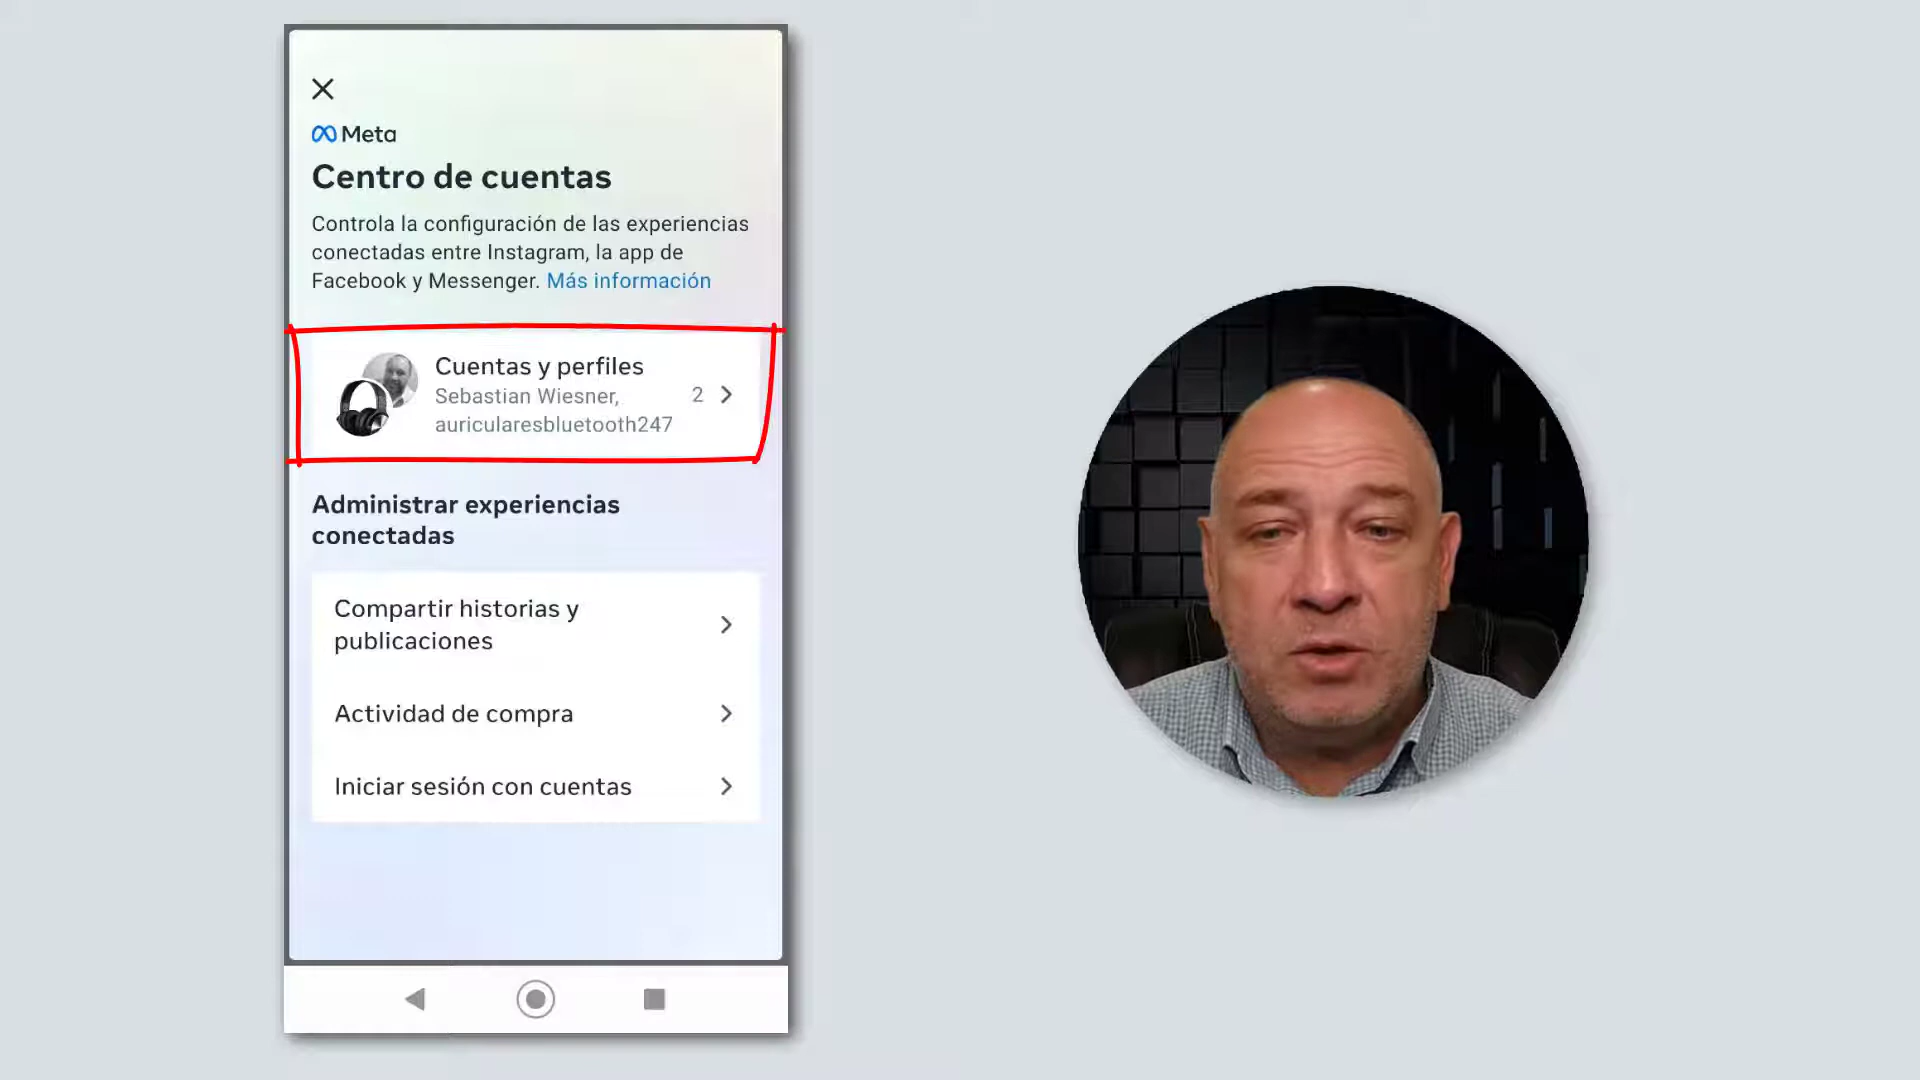 Meta
Centro de cuentas
Controla la configuración de las experiencias
conectadas entre Instagram, la app de
Facebook y Messenger. Más información
Cuentas y perfiles
Sebastian Wiesner,
auricularesbluetooth247
2
Administrar experiencias
conectadas
Compartir historias y
publicaciones
Actividad de compra
Iniciar sesión con cuentas